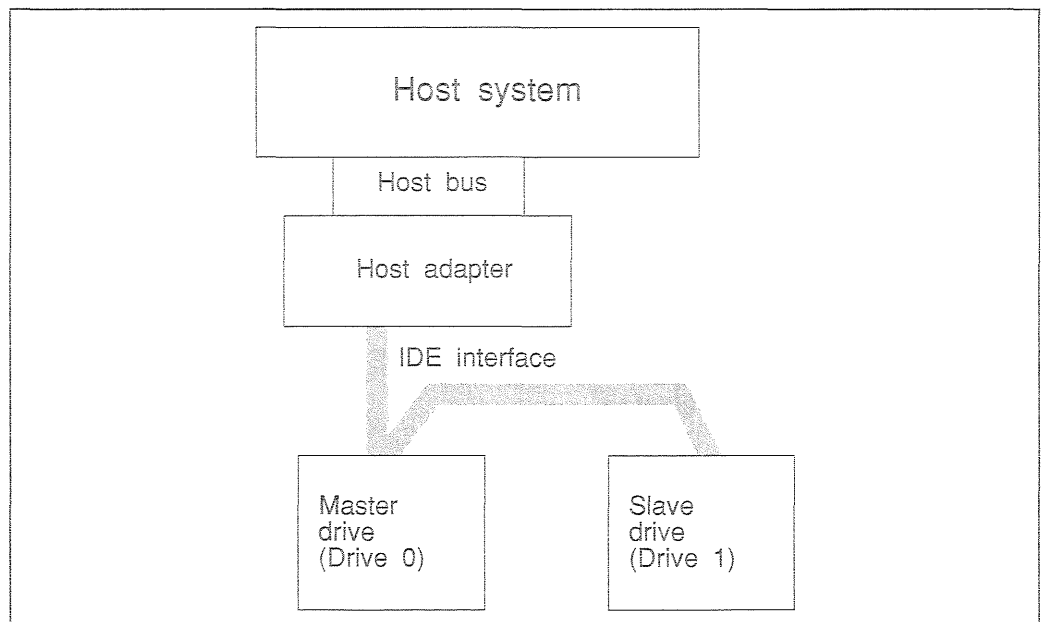 Host system
Host bus
Host adapter
IDE interface
Master
drive
(Drive 0)
Slave
drive
(Drive 1)